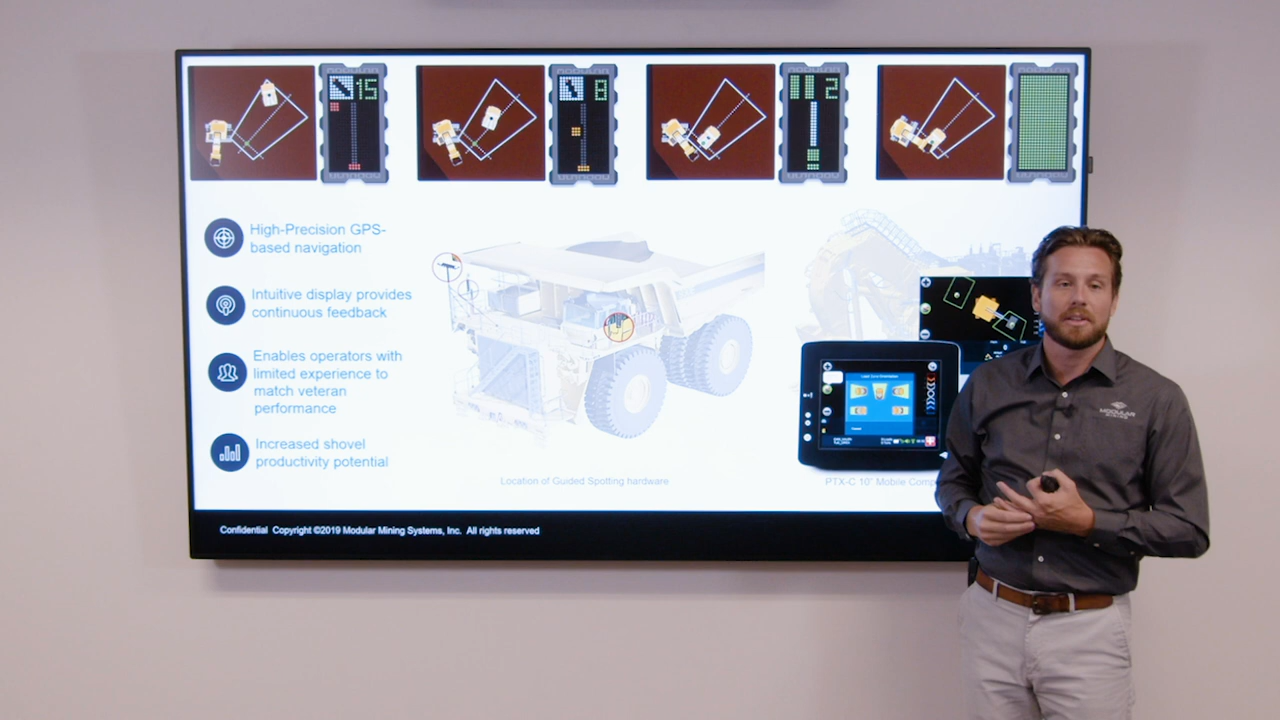 15
8
2
High-Precision GPS-
based navigation
Intuitive display provides
continuous feedback
Enables operators with
limited experience to
match veteran
performance
Increased shovel
productivity potential
Location of Guided Spotting hardware
PTX-C 10" Mobile
Confidential Copyright ©2019 Modular Mining Systems, Inc. All rights reserved
MODULAR